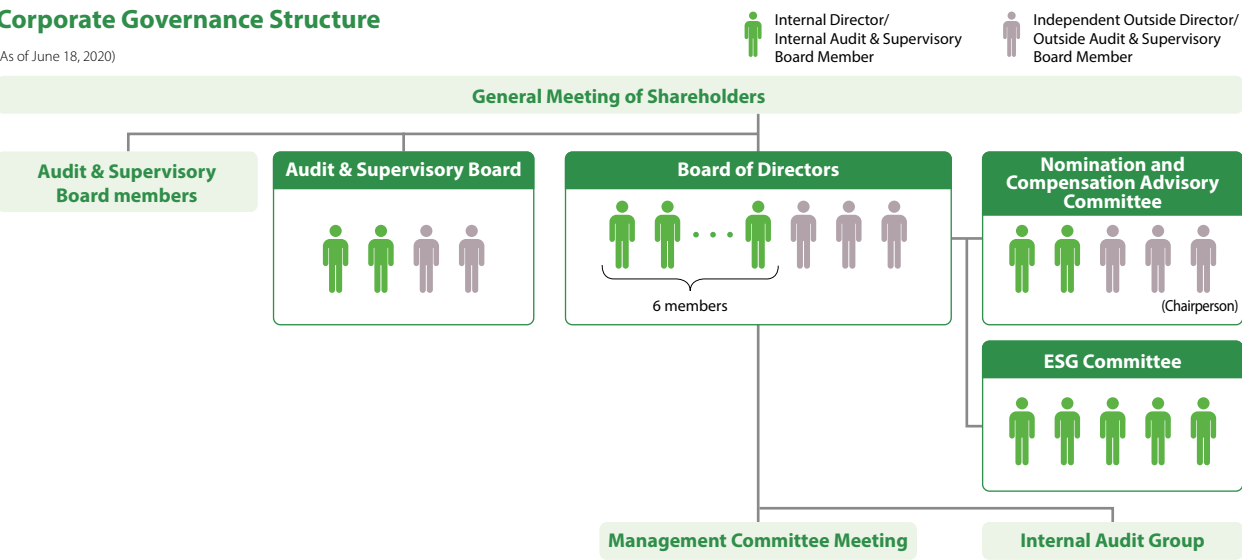 Corporate Governance Structure
(As of June 18, 2020)
Internal Director/
Internal Audit & Supervisory
Board Member
Independent Outside Director/
Outside Audit & Supervisory
Board Member
General Meeting of Shareholders
Audit & Supervisory
Board members
Audit & Supervisory Board
Board of Directors
6 members
Nomination and
Compensation Advisory
Committee
(Chairperson)
ESG Committee
Management Committee Meeting
Internal Audit Group